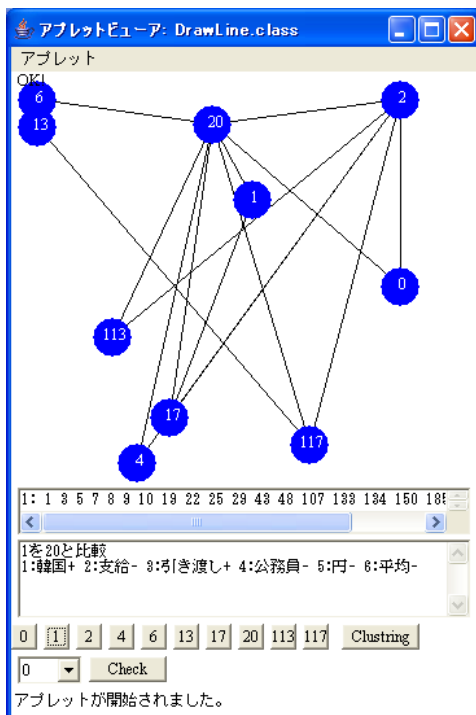 アプレットビューア: DrawLine.class
アプレット
OK!
6
2
13
20
1
0
113
17
117
4
1: 1 3 5 7 8 9 10 19 22 25 29 43 48 107 133 134 150
1を20と比較
1:韓国+ 2:支給- 3:引き渡し+ 4:公務員- 5:円- 6:平均-
0 1 2 4 6 13 17 20 113 117 Clustring
0 Check
アプレットが開始されました。